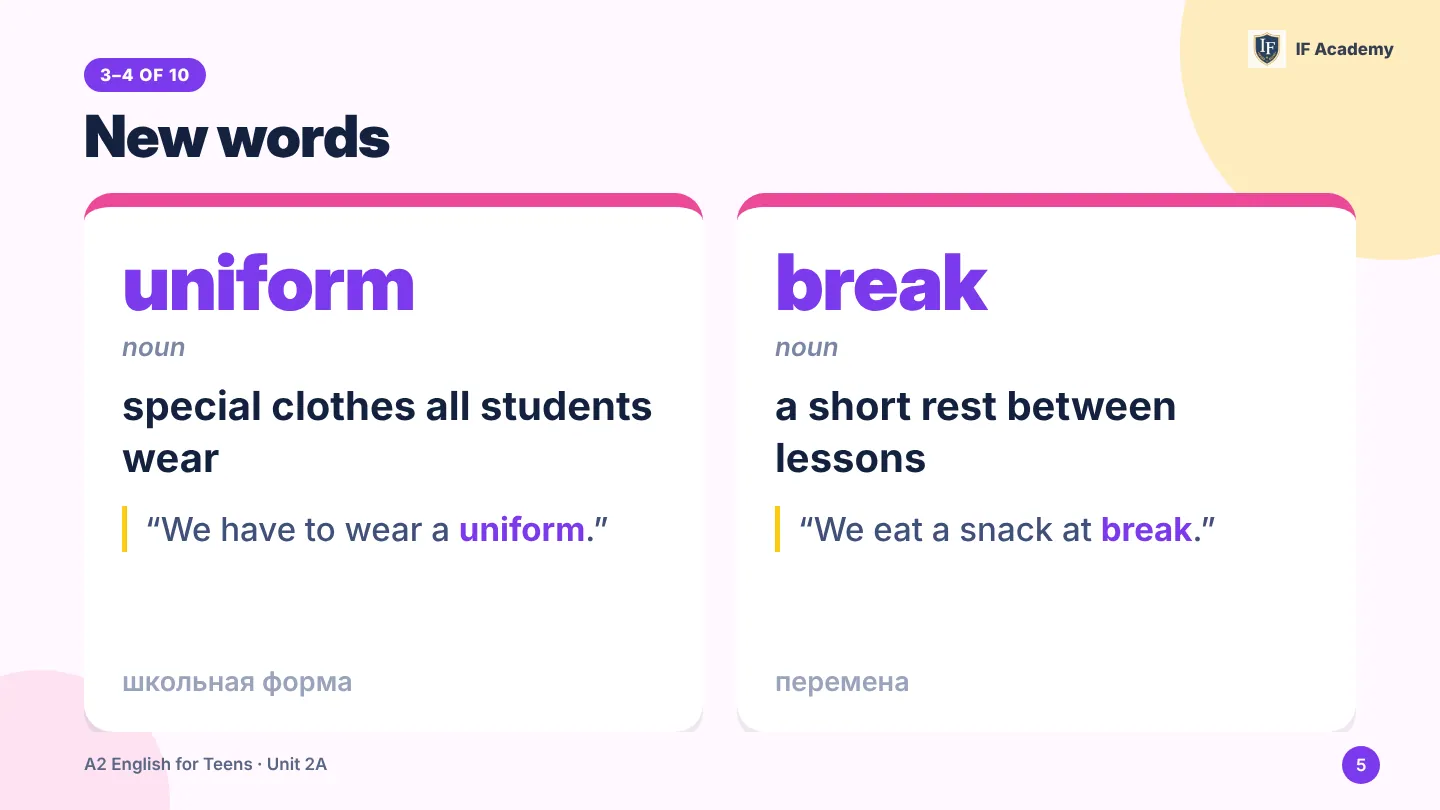 IF
IF Academy
3–4 OF 10
New words
uniform
noun
special clothes all students
wear
“We have to wear a uniform.”
школьная форма
break
noun
a short rest between
lessons
“We eat a snack at break.”
перемена
A2 English for Teens · Unit 2A
5